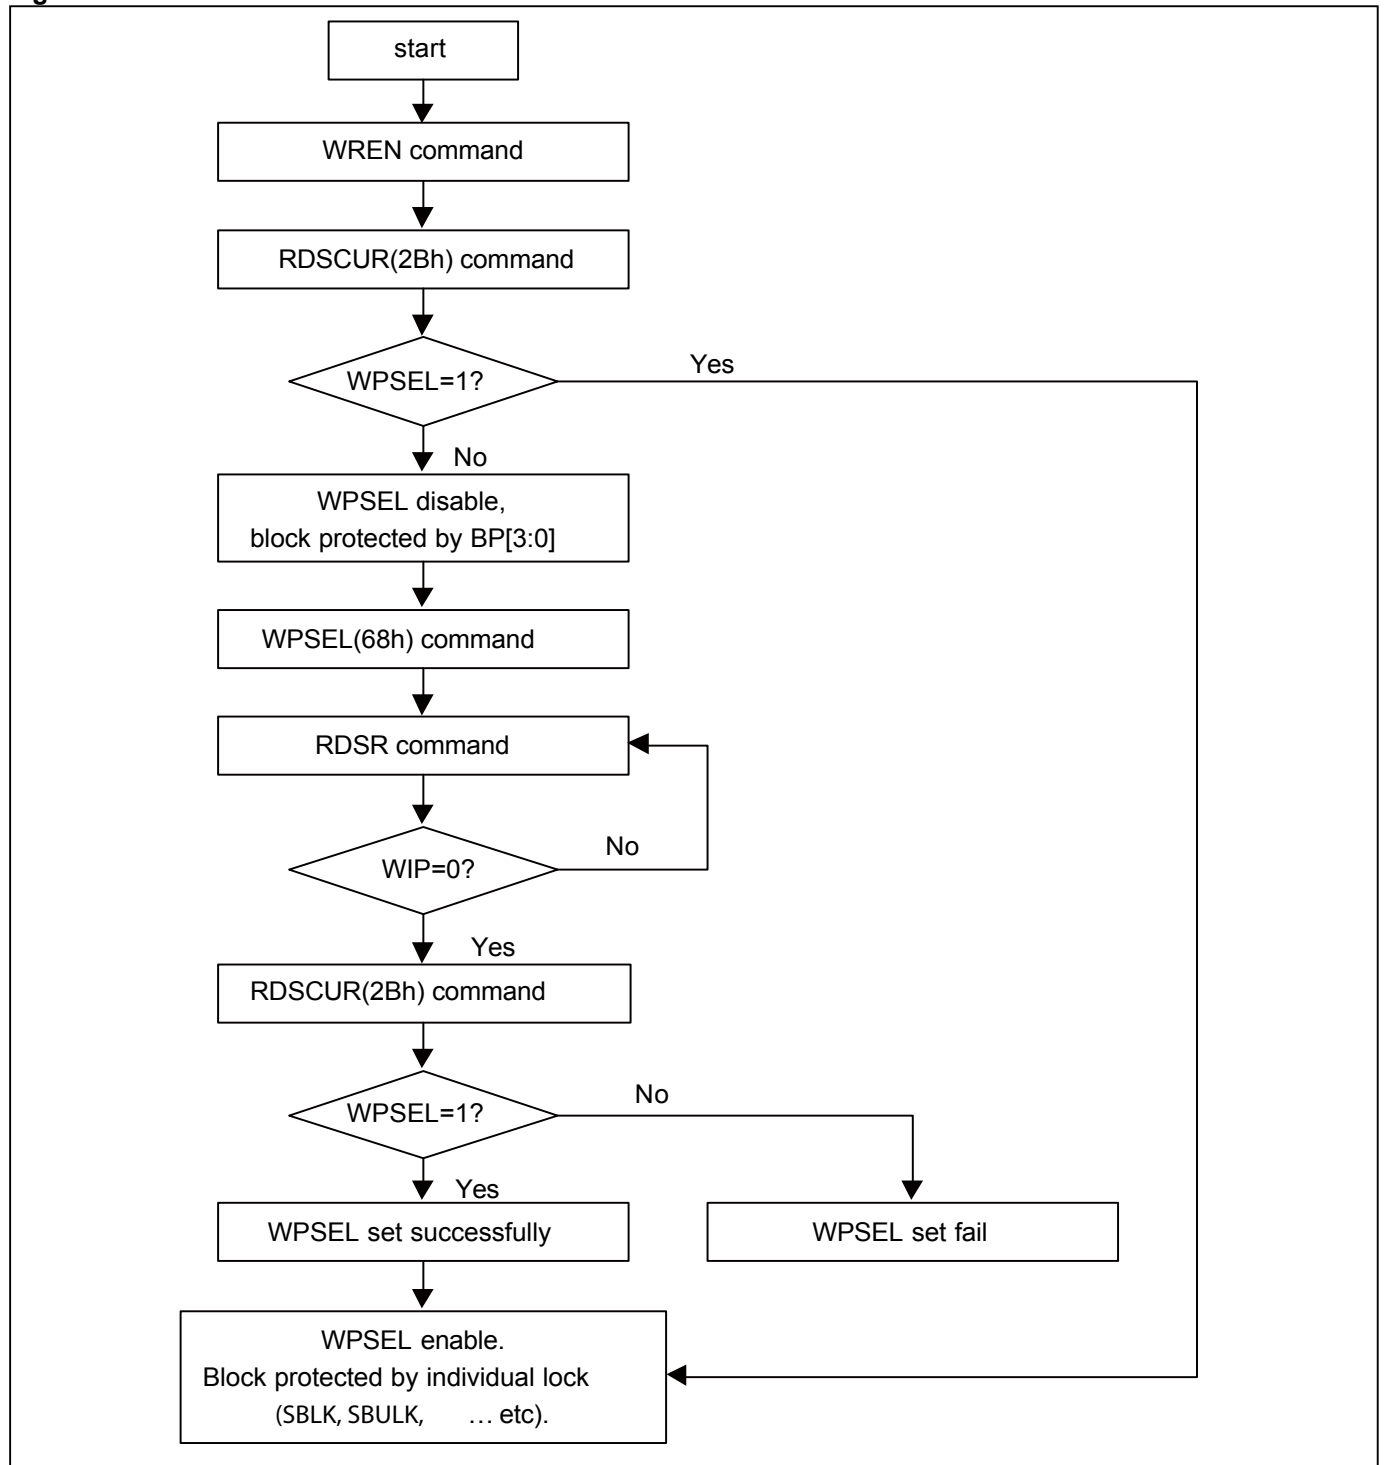 start
WREN command
RDSCUR(2Bh) command
WPSEL=1?
Yes
No
WPSEL disable,
block protected by BP[3:0]
WPSEL(68h) command
RDSR command
WIP=0?
No
Yes
RDSCUR(2Bh) command
WPSEL=1?
No
Yes
WPSEL set successfully
WPSEL set fail
WPSEL enable.
Block protected by individual lock
(SBLK, SBULK, … etc).